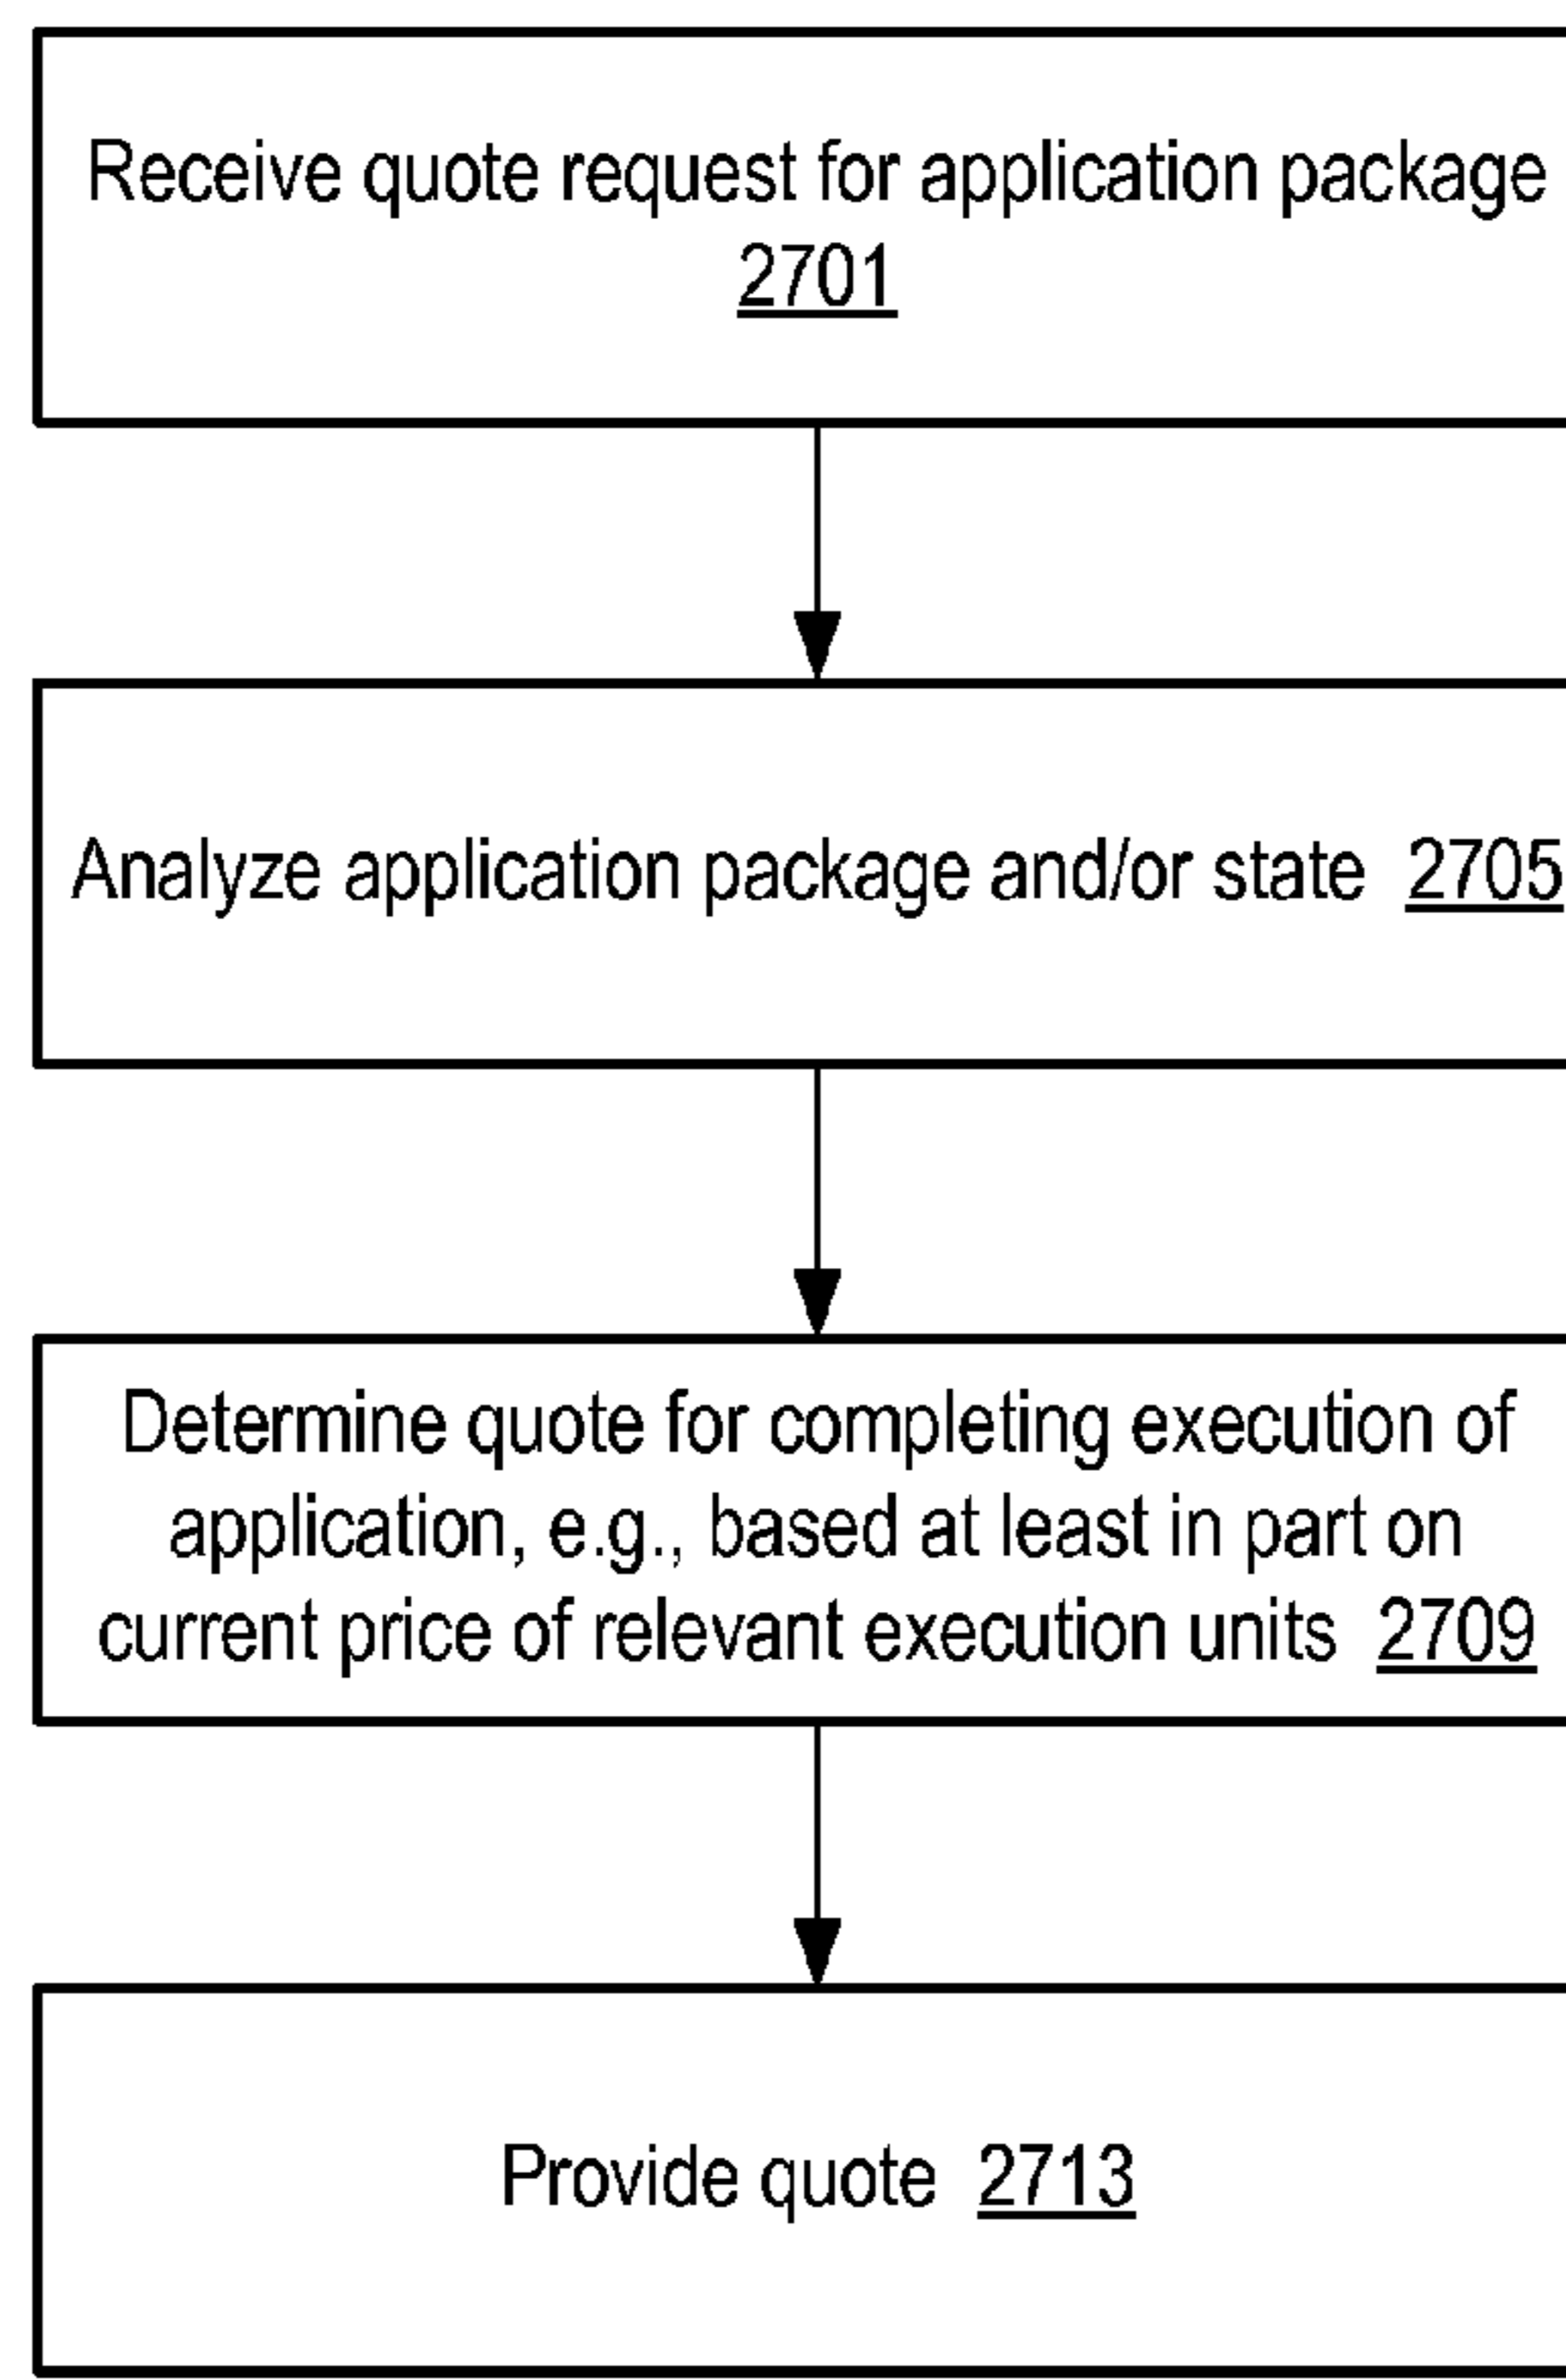 Receive quote request for application package
2701
Analyze application package and/or state 2705
Determine quote for completing execution of
application, e.g., based at least in part on
current price of relevant execution units 2709
Provide quote 2713